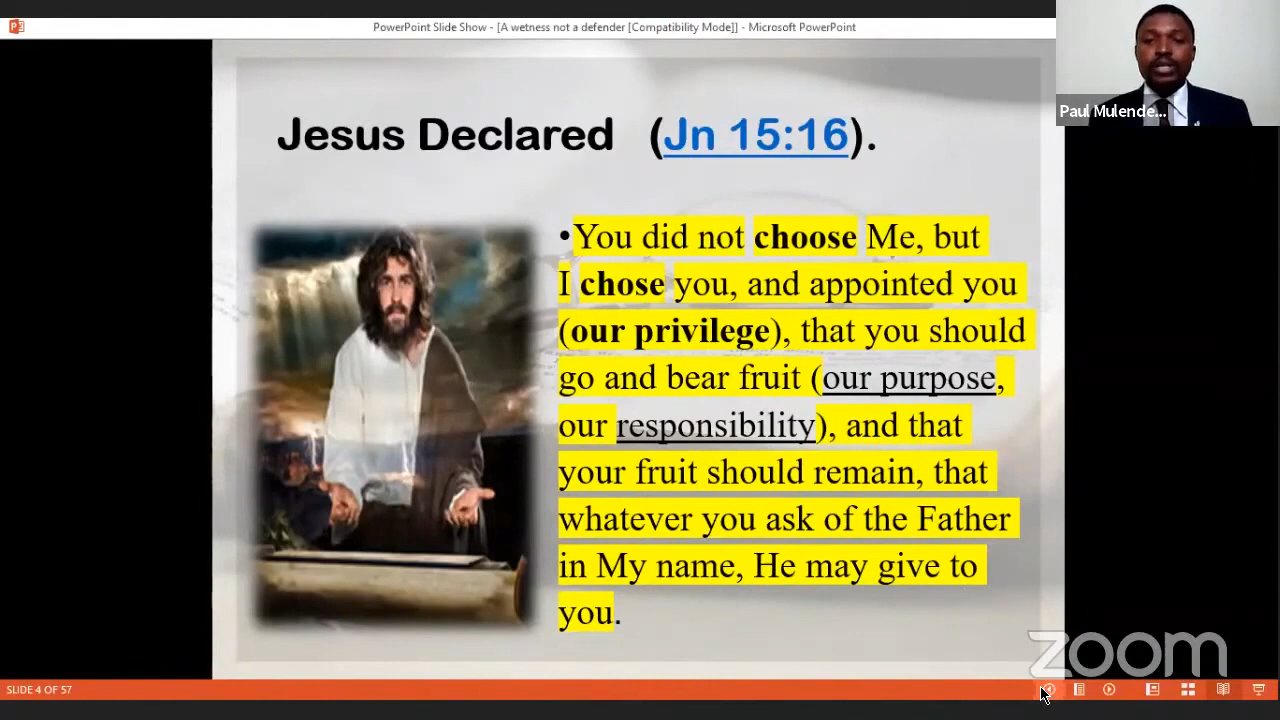 PowerPoint Slide Show - [A wetness not a defender [Compatibility Mode]] - Microsoft PowerPoint
Paul Mulende...
Jesus Declared (Jn 15:16).
•You did not choose Me, but
I chose you, and appointed you
(our privilege), that you should
go and bear fruit (our purpose,
our responsibility), and that
your fruit should remain, that
whatever you ask of the Father
in My name, He may give to
you.
zoom
SLIDE 4 OF 57